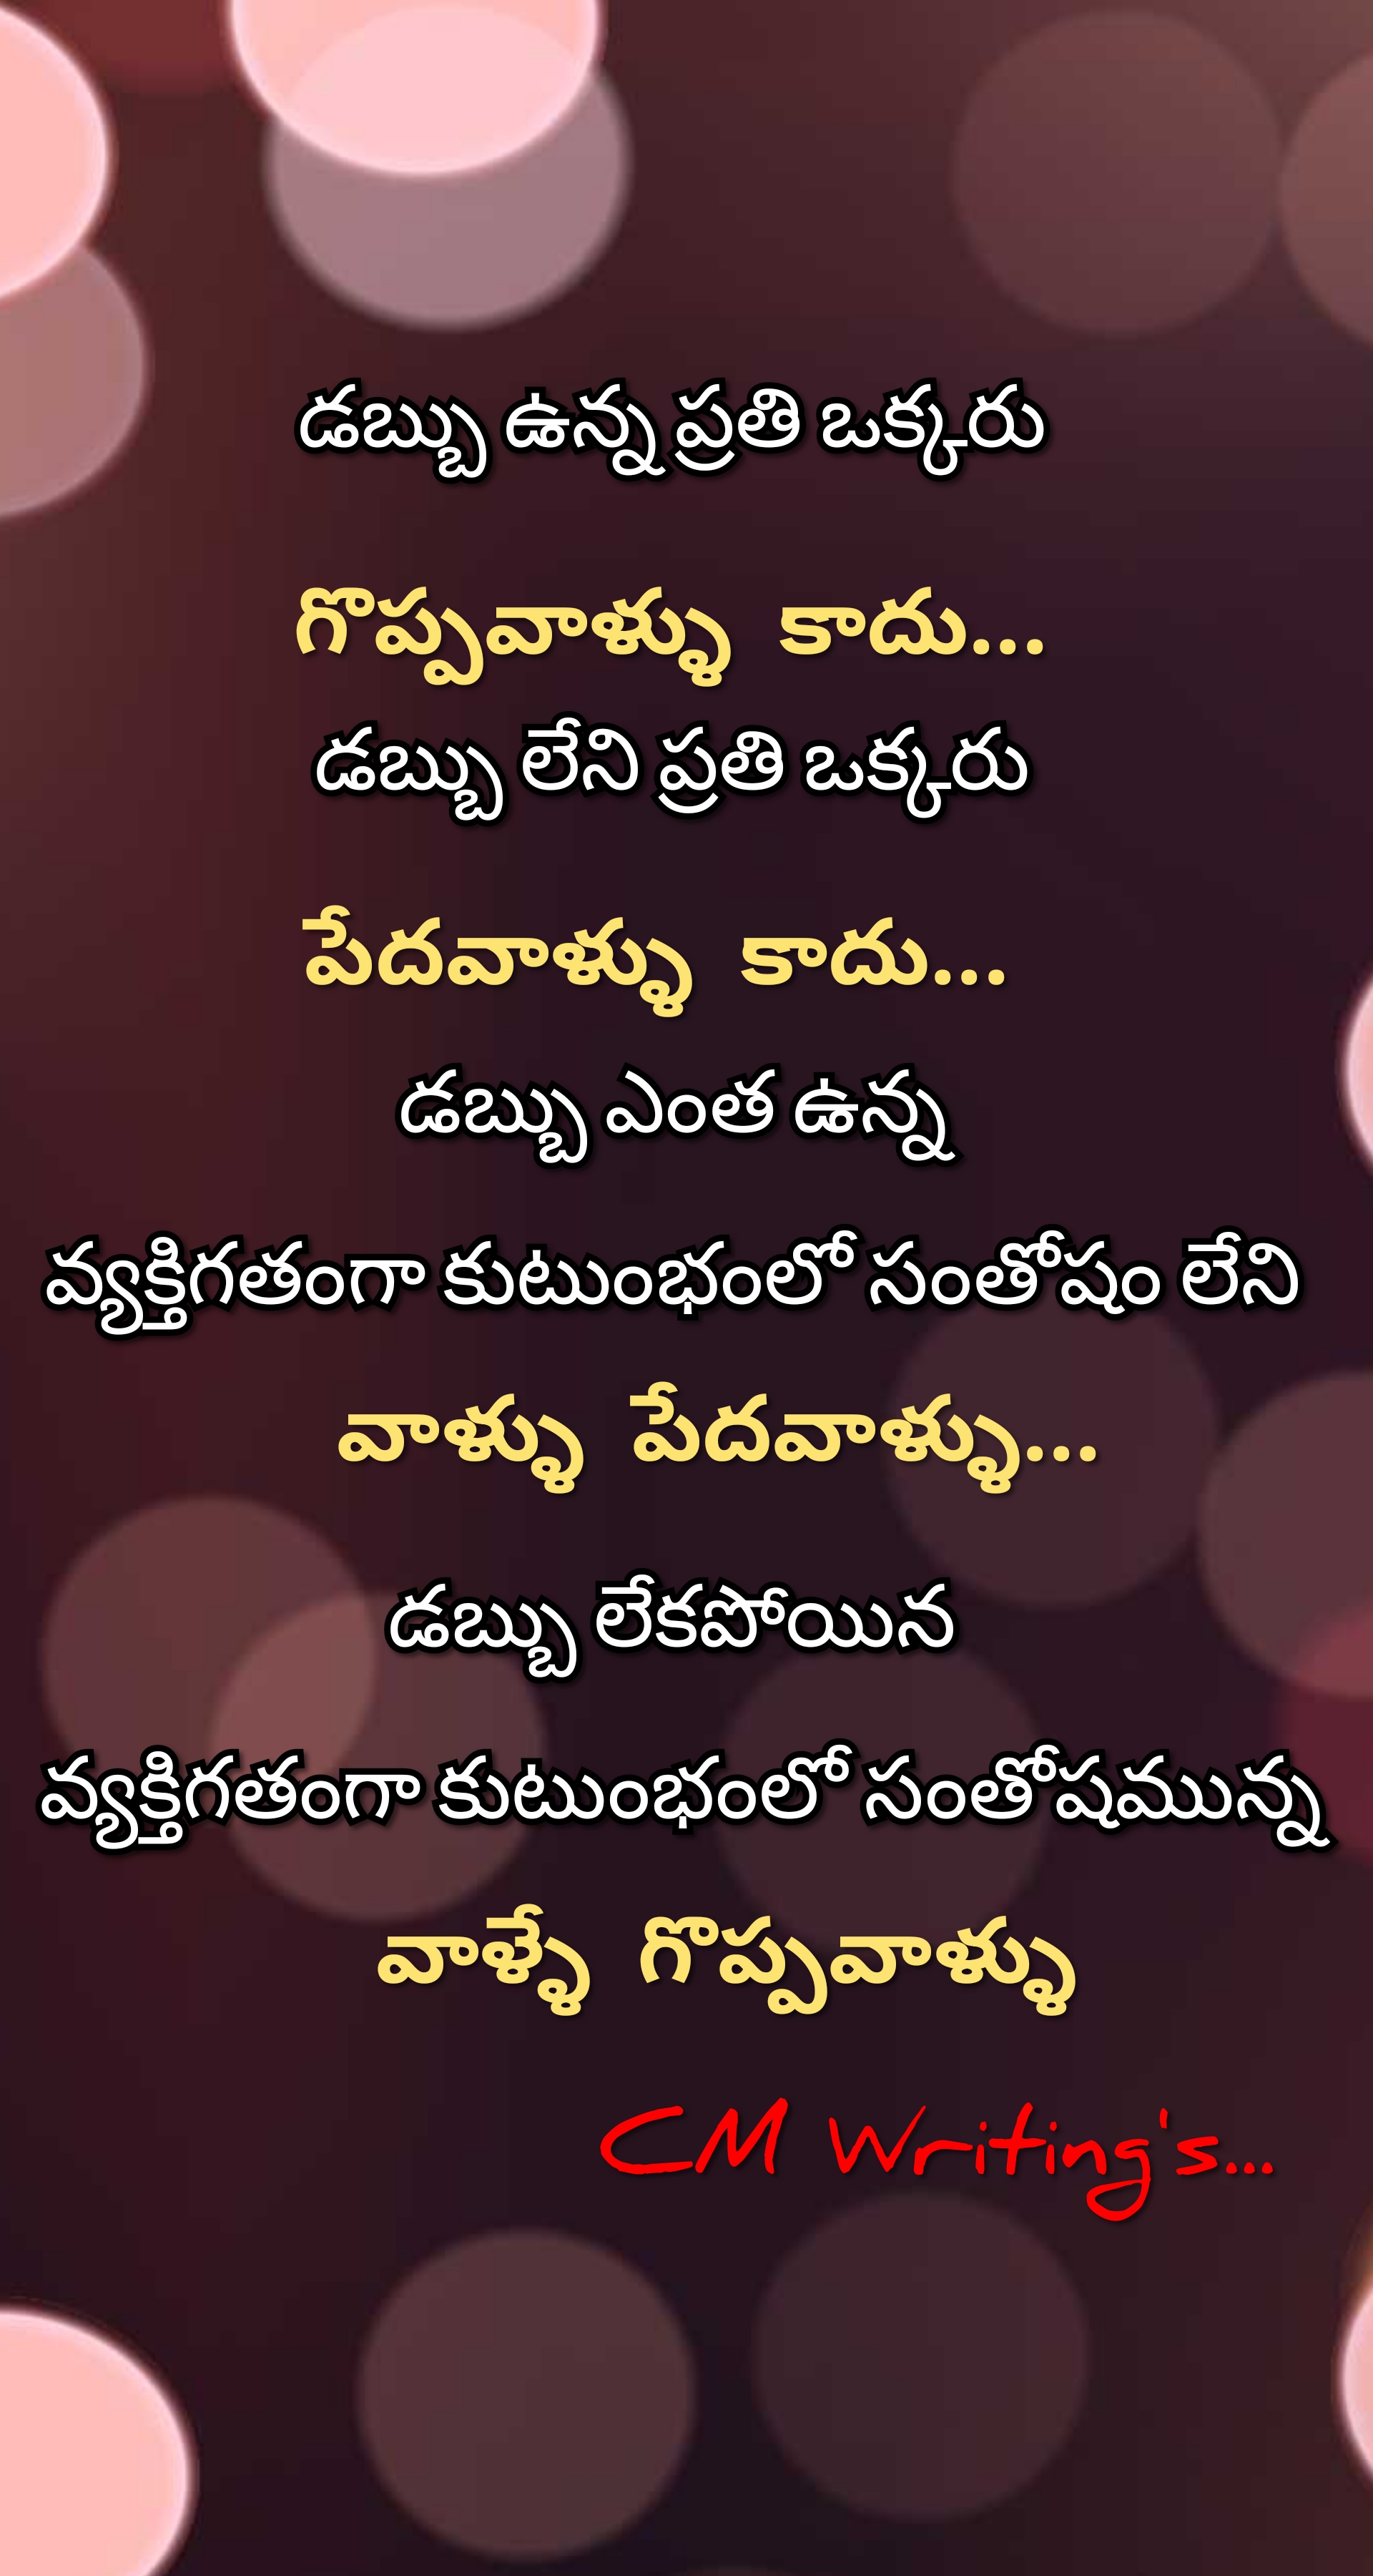 డబ్బు ఉన్న ప్రతి ఒక్కరు
గొప్పవాళ్ళు కాదు...
డబ్బు లేని ప్రతి ఒక్కరు
పేదవాళ్ళు కాదు...
డబ్బు ఎంత ఉన్న
వ్యక్తిగతంగా కుటుంభంలో సంతోషం లేని
వాళ్ళు పేదవాళ్ళు...
డబ్బు లేకపోయిన
వ్యక్తిగతంగా కుటుంభంలో సంతోషమున్న
వాళ్ళే గొప్పవాళ్ళు
CM Writing's...